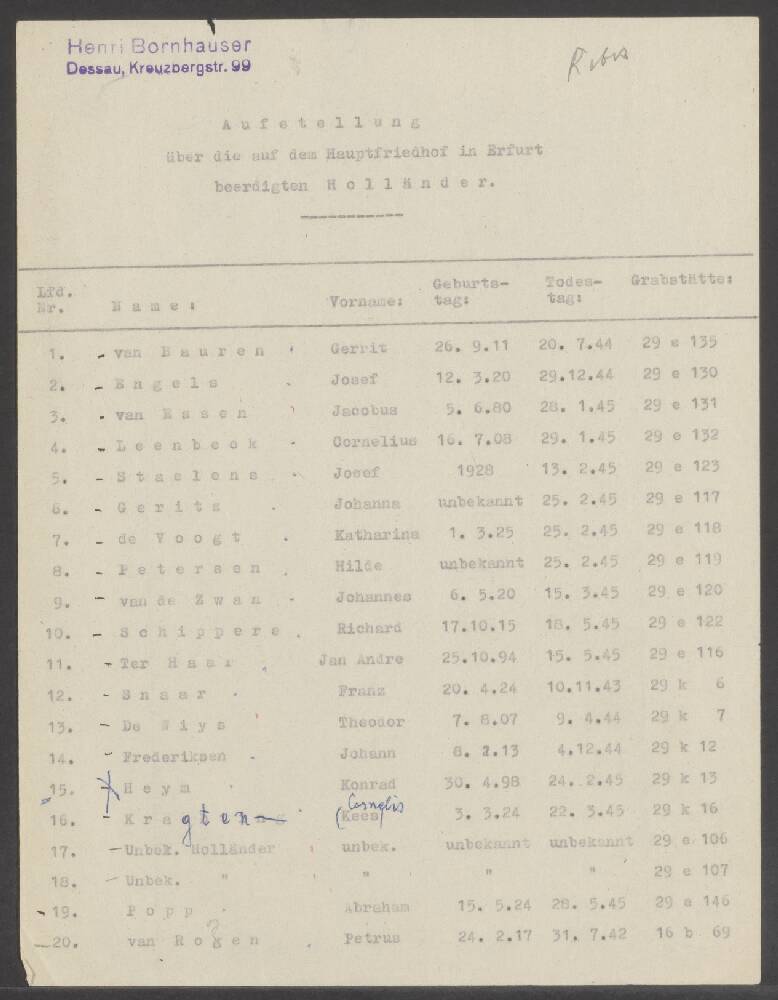 Henri Bornhauser
Dessau, Kreuzbergstr. 99
Aufstellung
über die auf dem Hauptfriedhof in Erfurt
beerdigten Holländer.
Lfd. Nr. Name: Vorname: Geburts-tag: Todes-tag: Grabstätte:
1. - van Bauren Gerrit 26. 9.11 20. 7.44 29 e 135
2. - Engels Josef 12. 3.20 29.12.44 29 e 130
3. - van Essen Jacobus 5. 6.80 28. 1.45 29 e 131
4. - Leenbeok - Cornelius 16. 7.08 29. 1.45 29 e 132
5. - Staelens Josef 1928 13. 2.45 29 e 123
6. - Gerits Johanna unbekannt 25. 2.45 29 e 117
7. - de Voogt Katharina 1. 3.25 25. 2.45 29 e 118
8. - Petersen Hilde unbekannt 25. 2.45 29 e 119
9. - van de Zwan - Johannes 6. 5.20 15. 3.45 29 e 120
10. - Schippers Richard 17.10.15 18. 5.45 29 e 122
11. - Ter Haar Jan Andre 25.10.94 15. 5.45 29 e 116
12. - Snaar Franz 20. 4.24 10.11.43 29 k 6
13. - De Wiys Theodor 7. 8.07 9. 4.44 29 k 7
14. - Frederiksen - Johann 8. 2.13 4.12.44 29 k 12
15. Heym Konrad 30. 4.98 24. 2.45 29 k 13
Cornelis
16. - Kragten (Kees) 3. 3.24 22. 3.45 29 k 16
17. - Unbek. Holländer unbek. unbekannt unbekannt 29 e 106
18. - Unbek. " " " " 29 e 107
- 19. Popp Abraham 15. 5.24 28. 5.45 29 e 146
- 20. van Rogen Petrus 24. 2.17 31. 7.42 16 b 69